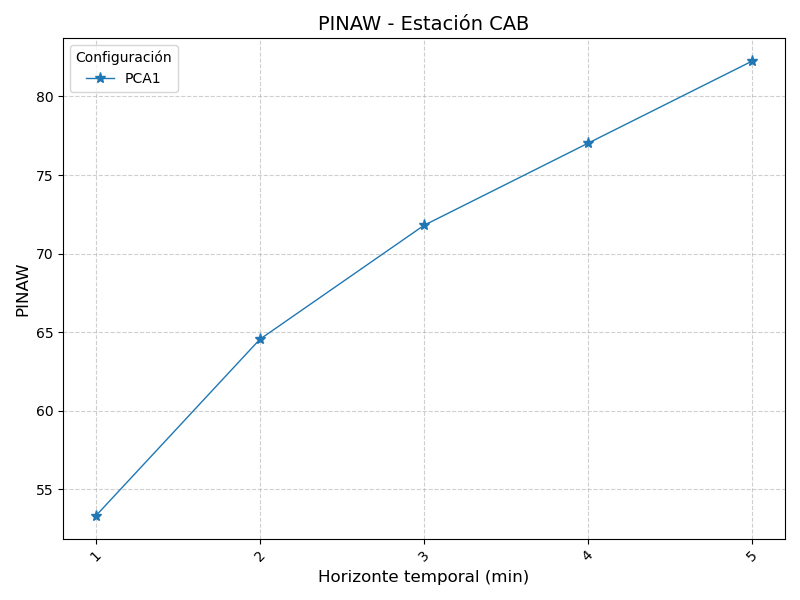 PINAW - Estación CAB
Configuración
PCA1
PINAW
80
75
70
65
60
55
1
2
3
4
5
Horizonte temporal (min)